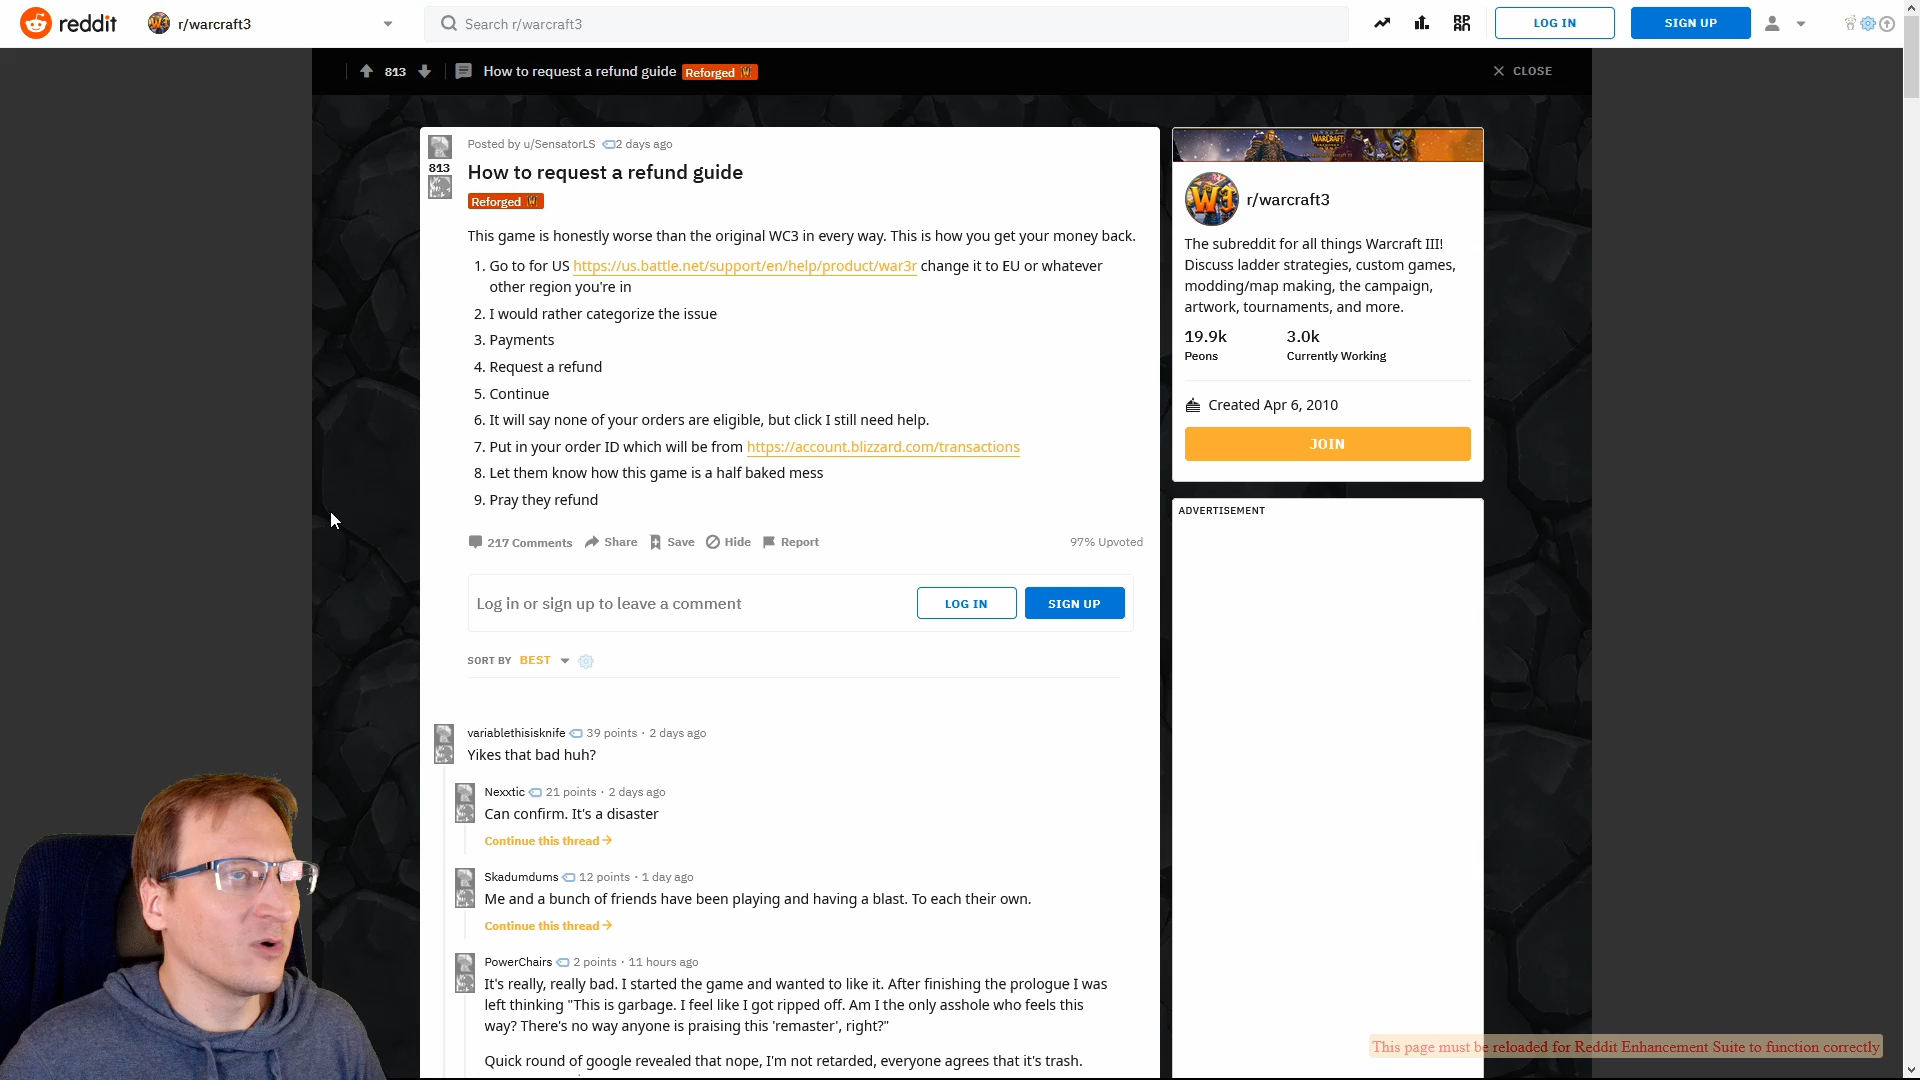 reddit
r/warcraft3
Search r/warcraft3
LOG IN
SIGN UP
813
How to request a refund guide Reforged
CLOSE
Posted by u/SensatorLS 2 days ago
813
How to request a refund guide
Reforged
This game is honestly worse than the original WC3 in every way. This is how you get your money back.
1. Go to for US https://us.battle.net/support/en/help/product/war3r change it to EU or whatever
other region you're in
2. I would rather categorize the issue
3. Payments
4. Request a refund
5. Continue
6. It will say none of your orders are eligible, but click I still need help.
7. Put in your order ID which will be from https://account.blizzard.com/transactions
8. Let them know how this game is a half baked mess
9. Pray they refund
217 Comments Share Save Hide Report 97% Upvoted
Log in or sign up to leave a comment LOG IN SIGN UP
SORT BY BEST
variablethisisknife 39 points · 2 days ago
Yikes that bad huh?
Nexxtic 21 points · 2 days ago
Can confirm. It's a disaster
Continue this thread
Skadumdums 12 points · 1 day ago
Me and a bunch of friends have been playing and having a blast. To each their own.
Continue this thread
PowerChairs 2 points · 11 hours ago
It's really, really bad. I started the game and wanted to like it. After finishing the prologue I was
left thinking "This is garbage. I feel like I got ripped off. Am I the only asshole who feels this
way? There's no way anyone is praising this 'remaster', right?"
Quick round of google revealed that nope, I'm not retarded, everyone agrees that it's trash.
WARCRAFT
W3
r/warcraft3
The subreddit for all things Warcraft III!
Discuss ladder strategies, custom games,
modding/map making, the campaign,
artwork, tournaments, and more.
19.9k 3.0k
Peons Currently Working
Created Apr 6, 2010
JOIN
ADVERTISEMENT
This page must be reloaded for Reddit Enhancement Suite to function correctly